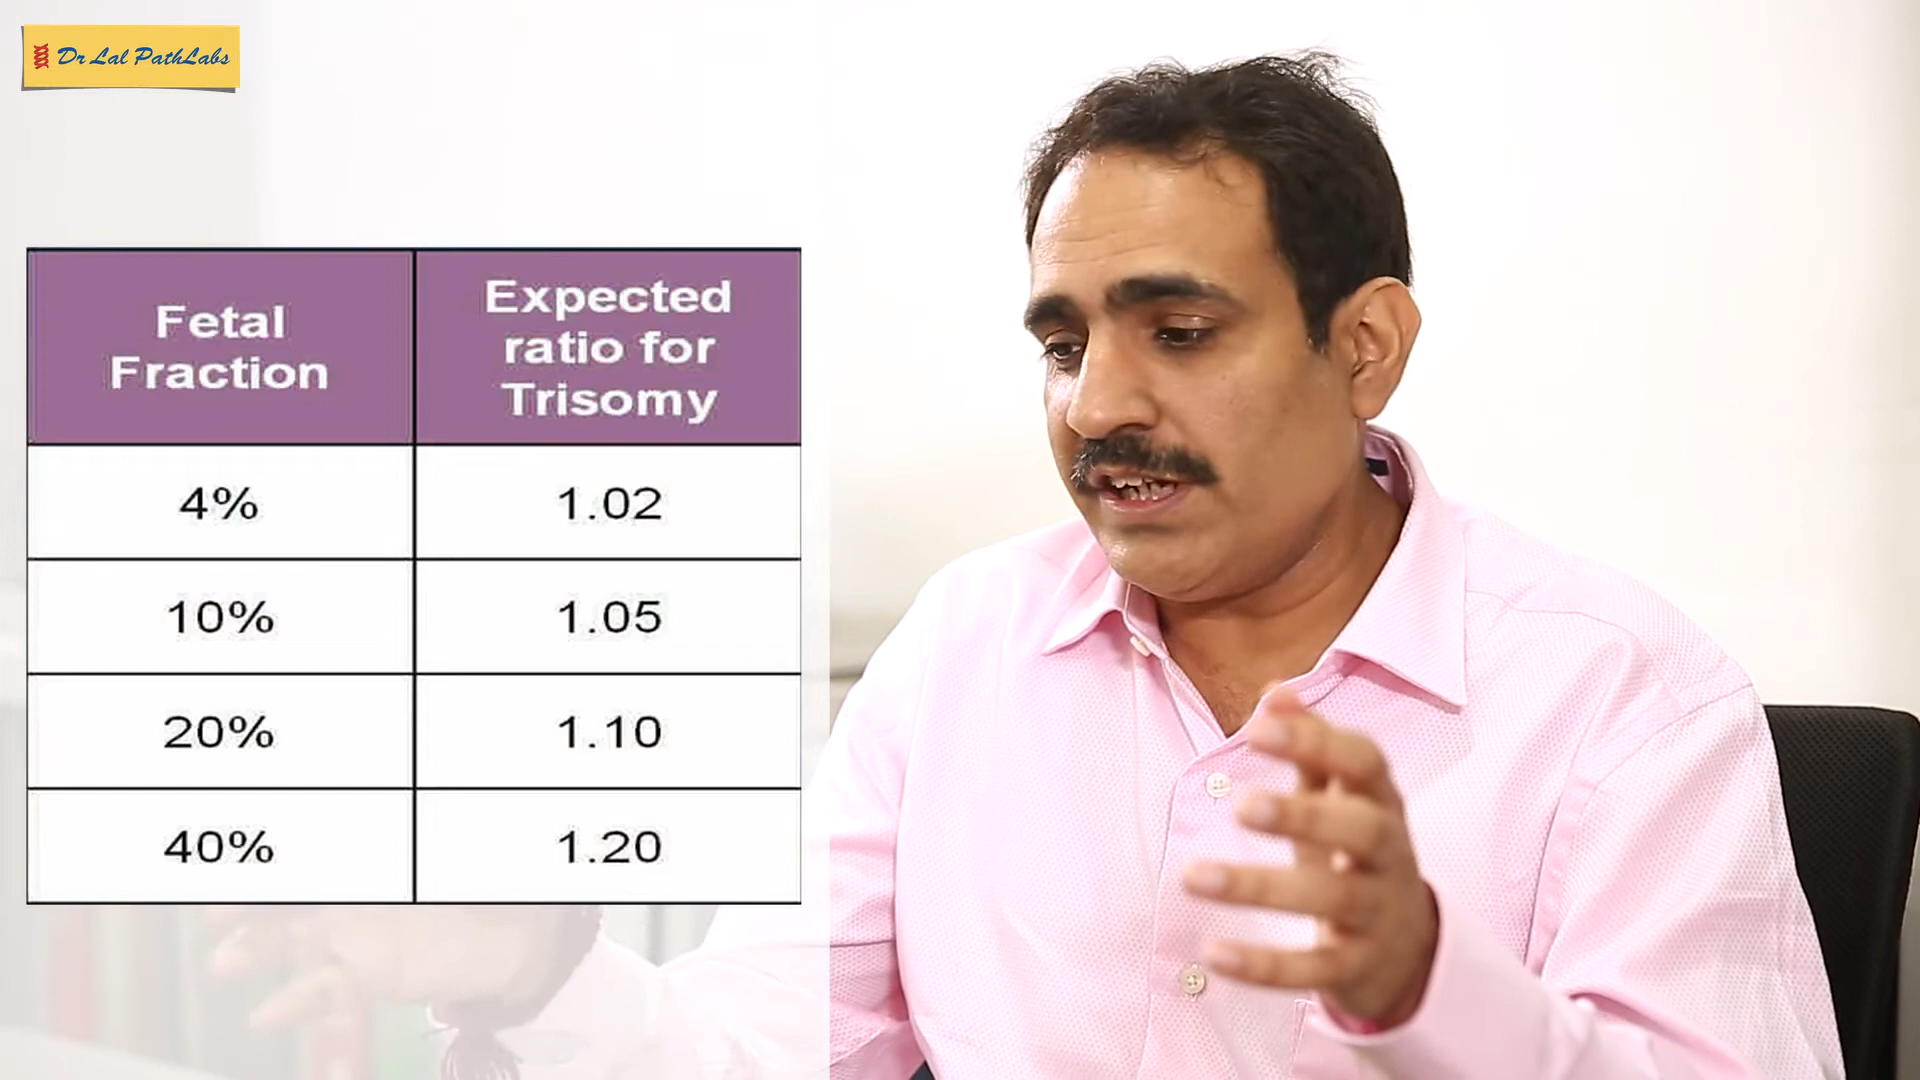 Dr Lal PathLabs
Fetal
Fraction
Expected
ratio for
Trisomy
4%
1.02
10%
1.05
20%
1.10
40%
1.20